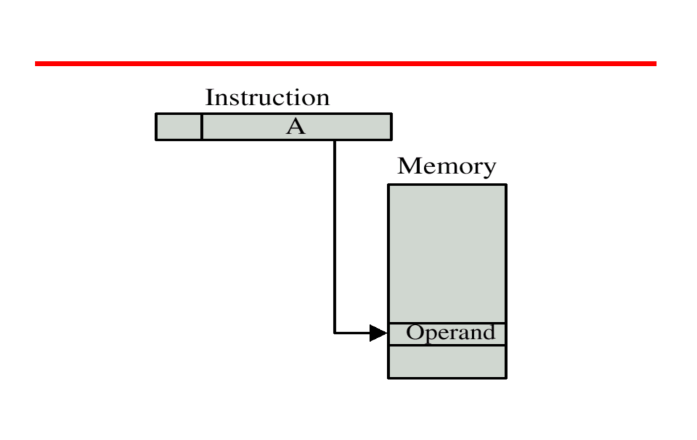 Instruction
A
Memory
Operand